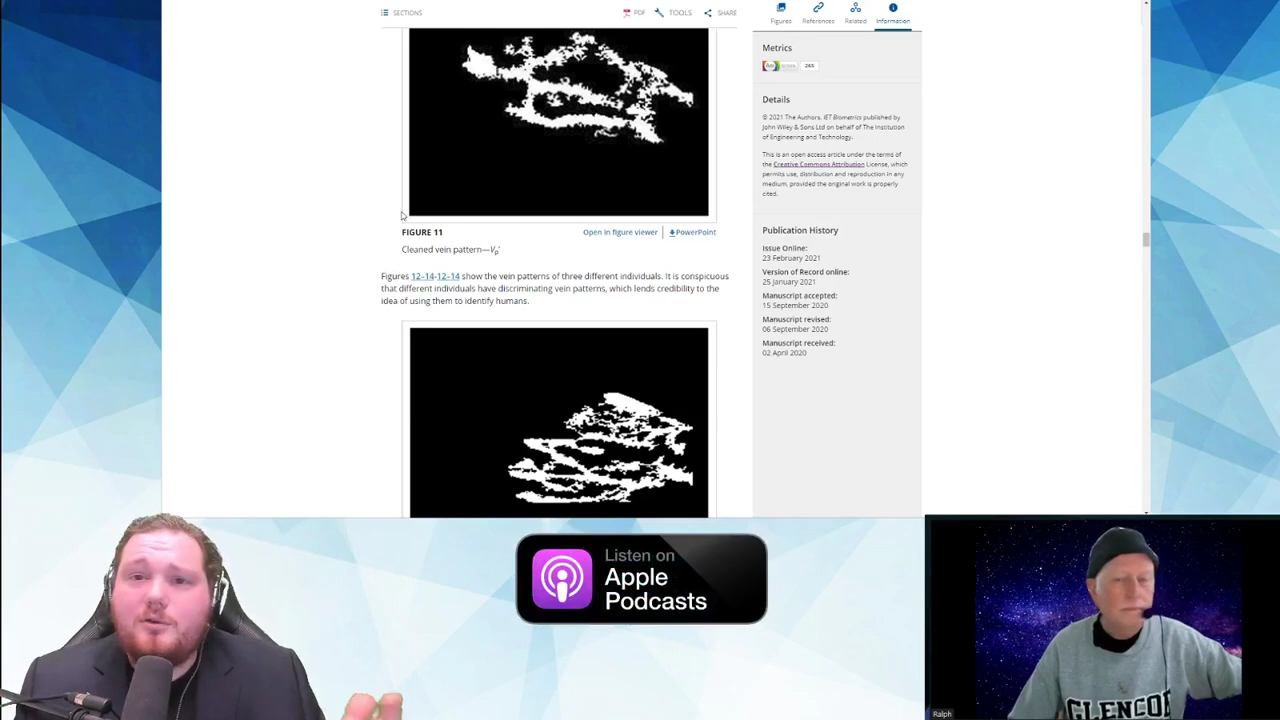 SECTIONS
PDF
TOOLS
SHARE
FIGURE 11
Open in figure viewer
PowerPoint
Cleaned vein pattern—Vp'
Figures 12–14-12–14 show the vein patterns of three different individuals. It is conspicuous
that different individuals have discriminating vein patterns, which lends credibility to the
idea of using them to identify humans.
Figures
References
Related
Information
Metrics
Details
© 2021 The Authors. IET Biometrics published by
John Wiley & Sons Ltd on behalf of The Institution
of Engineering and Technology.
This is an open access article under the terms of
the Creative Commons Attribution License, which
permits use, distribution and reproduction in any
medium, provided the original work is properly
cited.
Publication History
Issue Online:
23 February 2021
Version of Record online:
25 January 2021
Manuscript accepted:
15 September 2020
Manuscript revised:
06 September 2020
Manuscript received:
02 April 2020
Listen on
Apple
Podcasts
Ralph